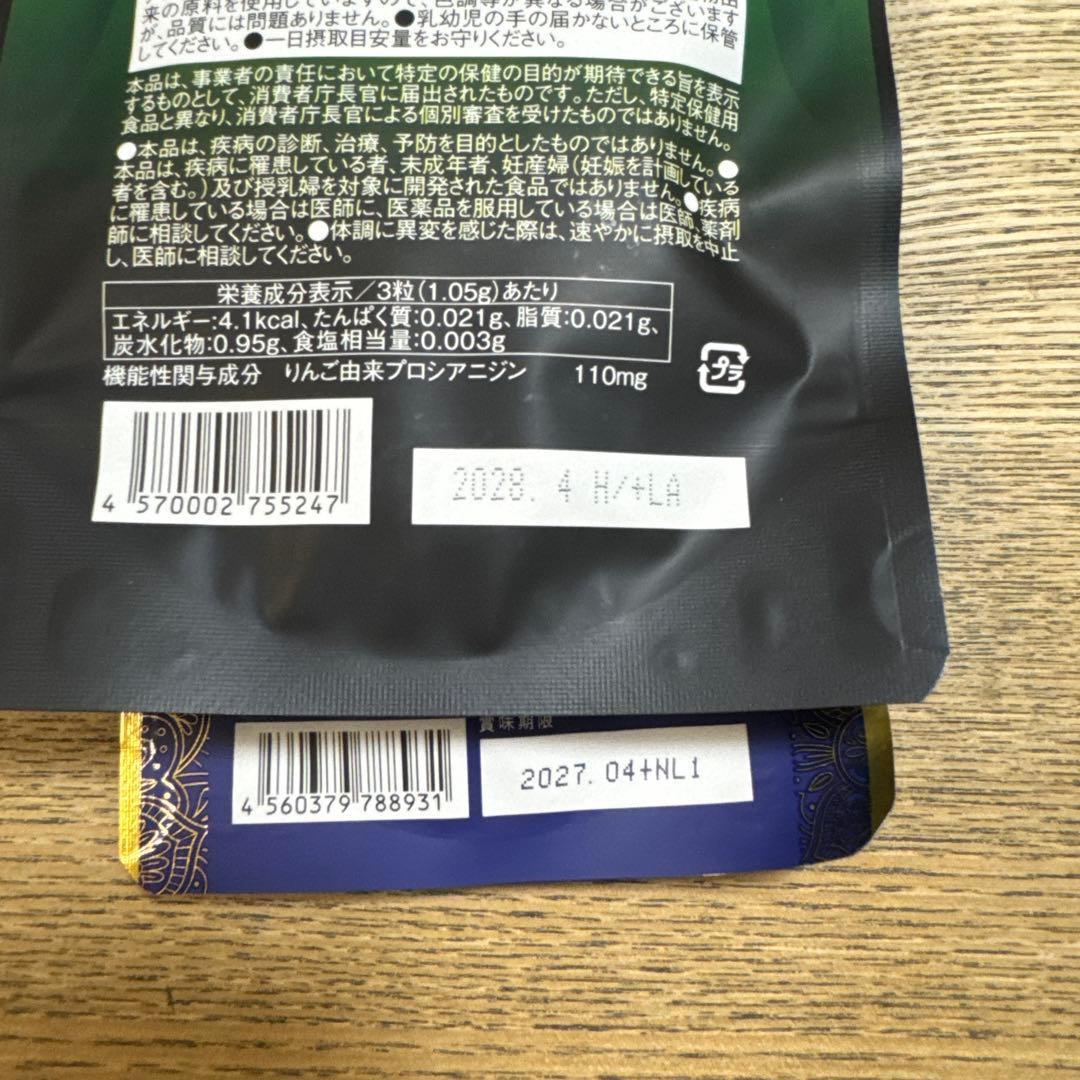 来の原料を使用していますので、色調等が異なる場合がございます
が、品質には問題ありません。●乳幼児の手の届かないところに保管
してください。●一日摂取目安量をお守りください。
本品は、事業者の責任において特定の保健の目的が期待できる旨を表示
するものとして、消費者庁長官に届出されたものです。ただし、特定保健用
食品と異なり、消費者庁長官による個別審査を受けたものではありません。
●本品は、疾病の診断、治療、予防を目的としたものではありません。●
本品は、疾病に罹患している者、未成年者、妊産婦(妊娠を計画している
者を含む。)及び授乳婦を対象に開発された食品ではありません。●疾病
に罹患している場合は医師に、医薬品を服用している場合は医師、薬剤
師に相談してください。●体調に異変を感じた際は、速やかに摂取を中止
し、医師に相談してください。
栄養成分表示/3粒(1.05g)あたり
エネルギー:4.1kcal、たんぱく質:0.021g、脂質:0.021g、
炭水化物:0.95g、食塩相当量:0.003g
機能性関与成分 りんご由来プロシアニジン 110mg
プラ
4 570002 755247
2028. 4 H/+LA
賞味期限
4 560379 788931
2027. 04+NL1